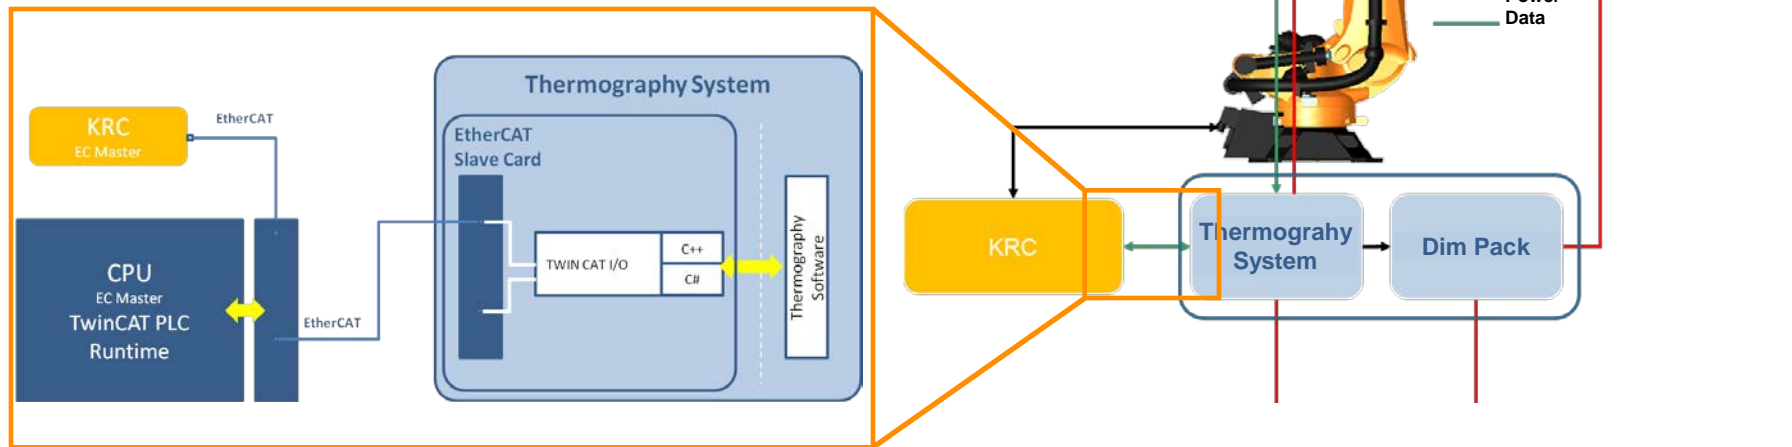 Data
Thermography System
KRC
EC Master
EtherCAT
EtherCAT
Slave Card
CPU
EC Master
TwinCAT PLC
Runtime
EtherCAT
TWIN CAT I/O
C++
C#
Thermography
Software
KRC
Thermograhy
System
Dim Pack